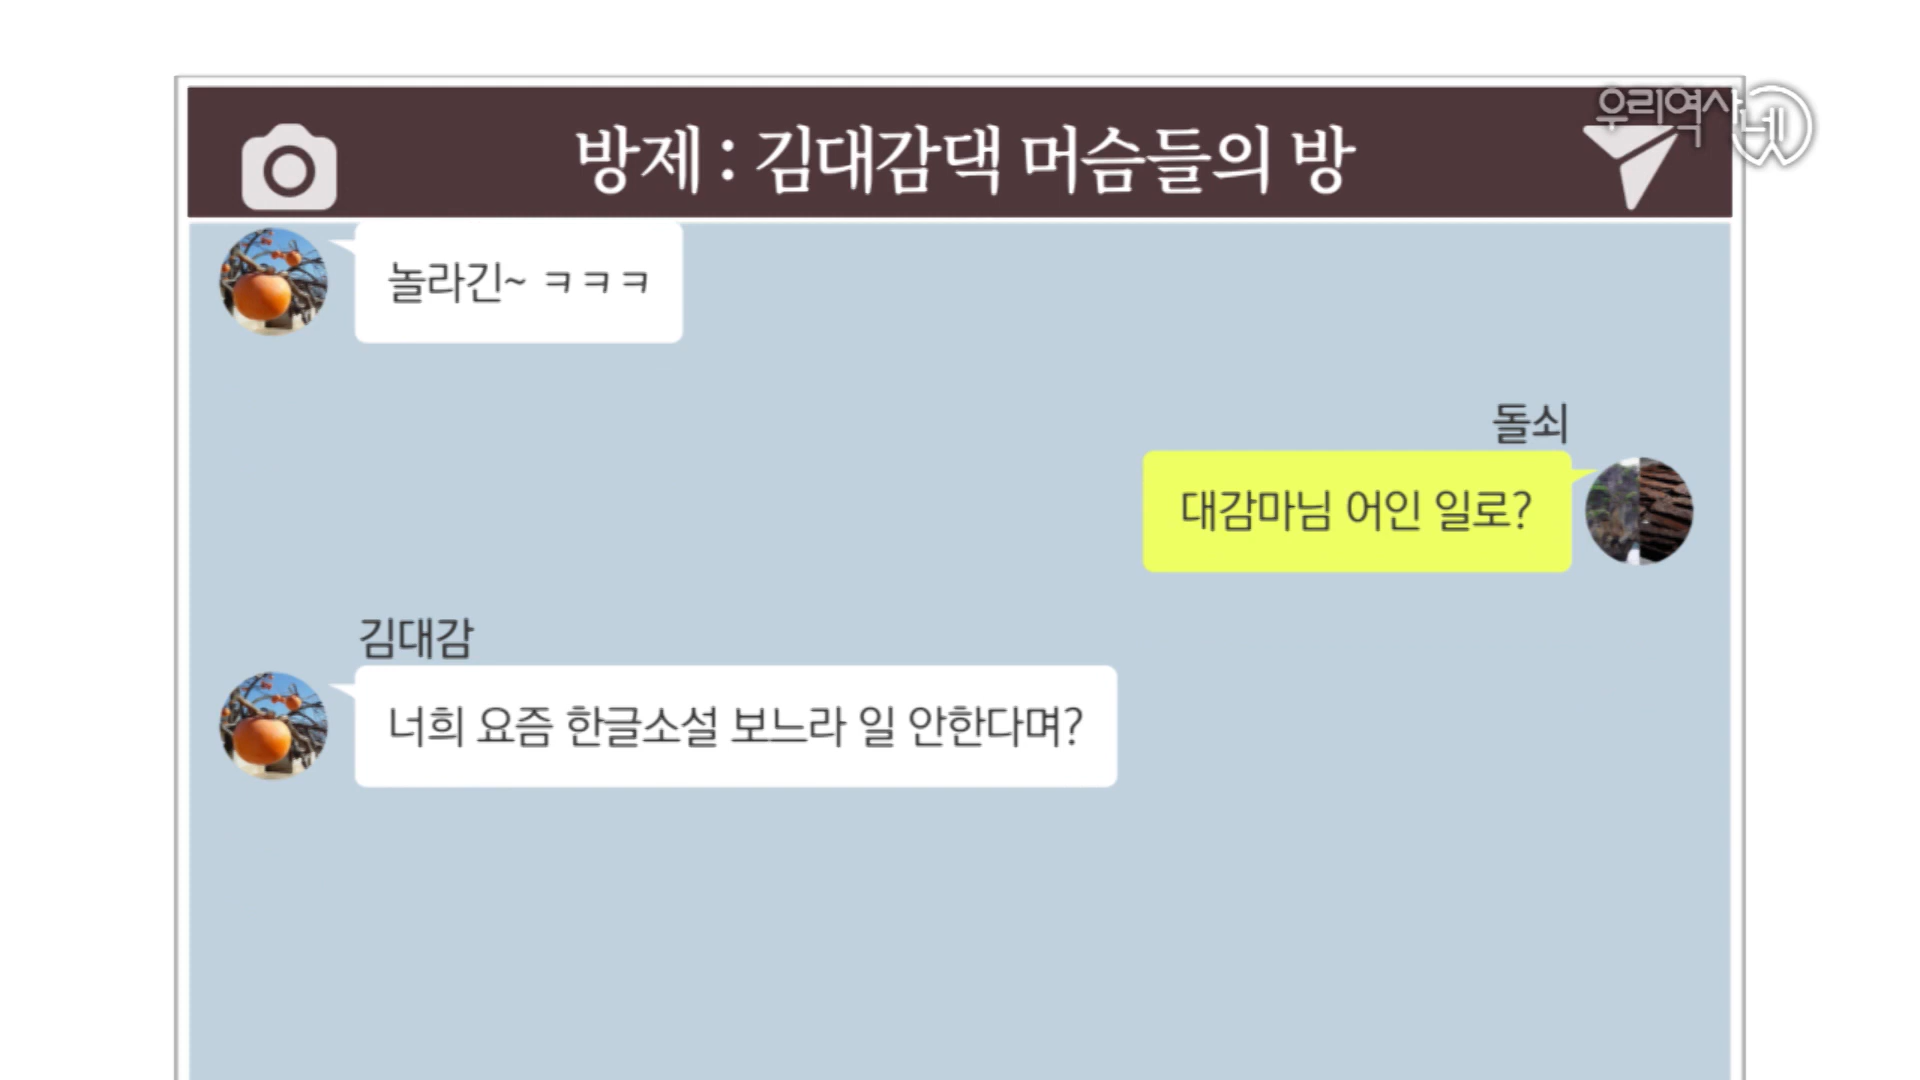 우리역사넷
방제 : 김대감댁 머슴들의 방
놀라긴~ ㅋㅋㅋ
돌쇠
대감마님 어인 일로?
김대감
너희 요즘 한글소설 보느라 일 안한다며?